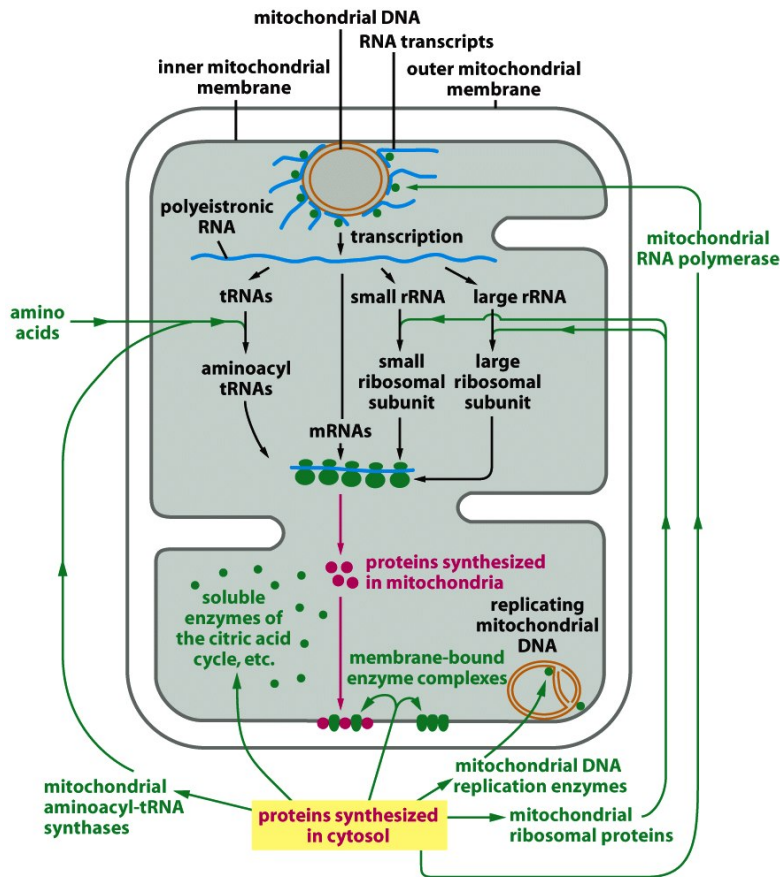 mitochondrial DNA
RNA transcripts
inner mitochondrial
membrane
outer mitochondrial
membrane
polyeistronic
RNA
transcription
mitochondrial
RNA polymerase
tRNAs
small rRNA
large rRNA
amino
acids
aminoacyl
tRNAs
small
ribosomal
subunit
large
ribosomal
subunit
mRNAs
proteins synthesized
in mitochondria
soluble
enzymes of
the citric acid
cycle, etc.
replicating
mitochondrial
DNA
membrane-bound
enzyme complexes
mitochondrial
aminoacyl-tRNA
synthases
proteins synthesized
in cytosol
mitochondrial DNA
replication enzymes
mitochondrial
ribosomal proteins